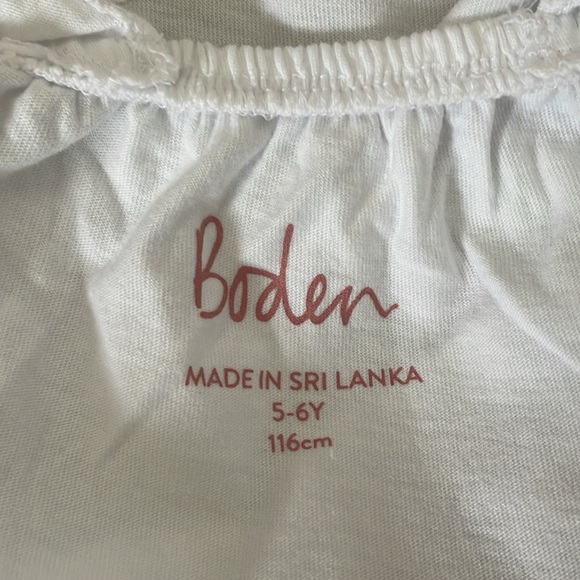 Boden
MADE IN SRI LANKA
5-6Y
116cm